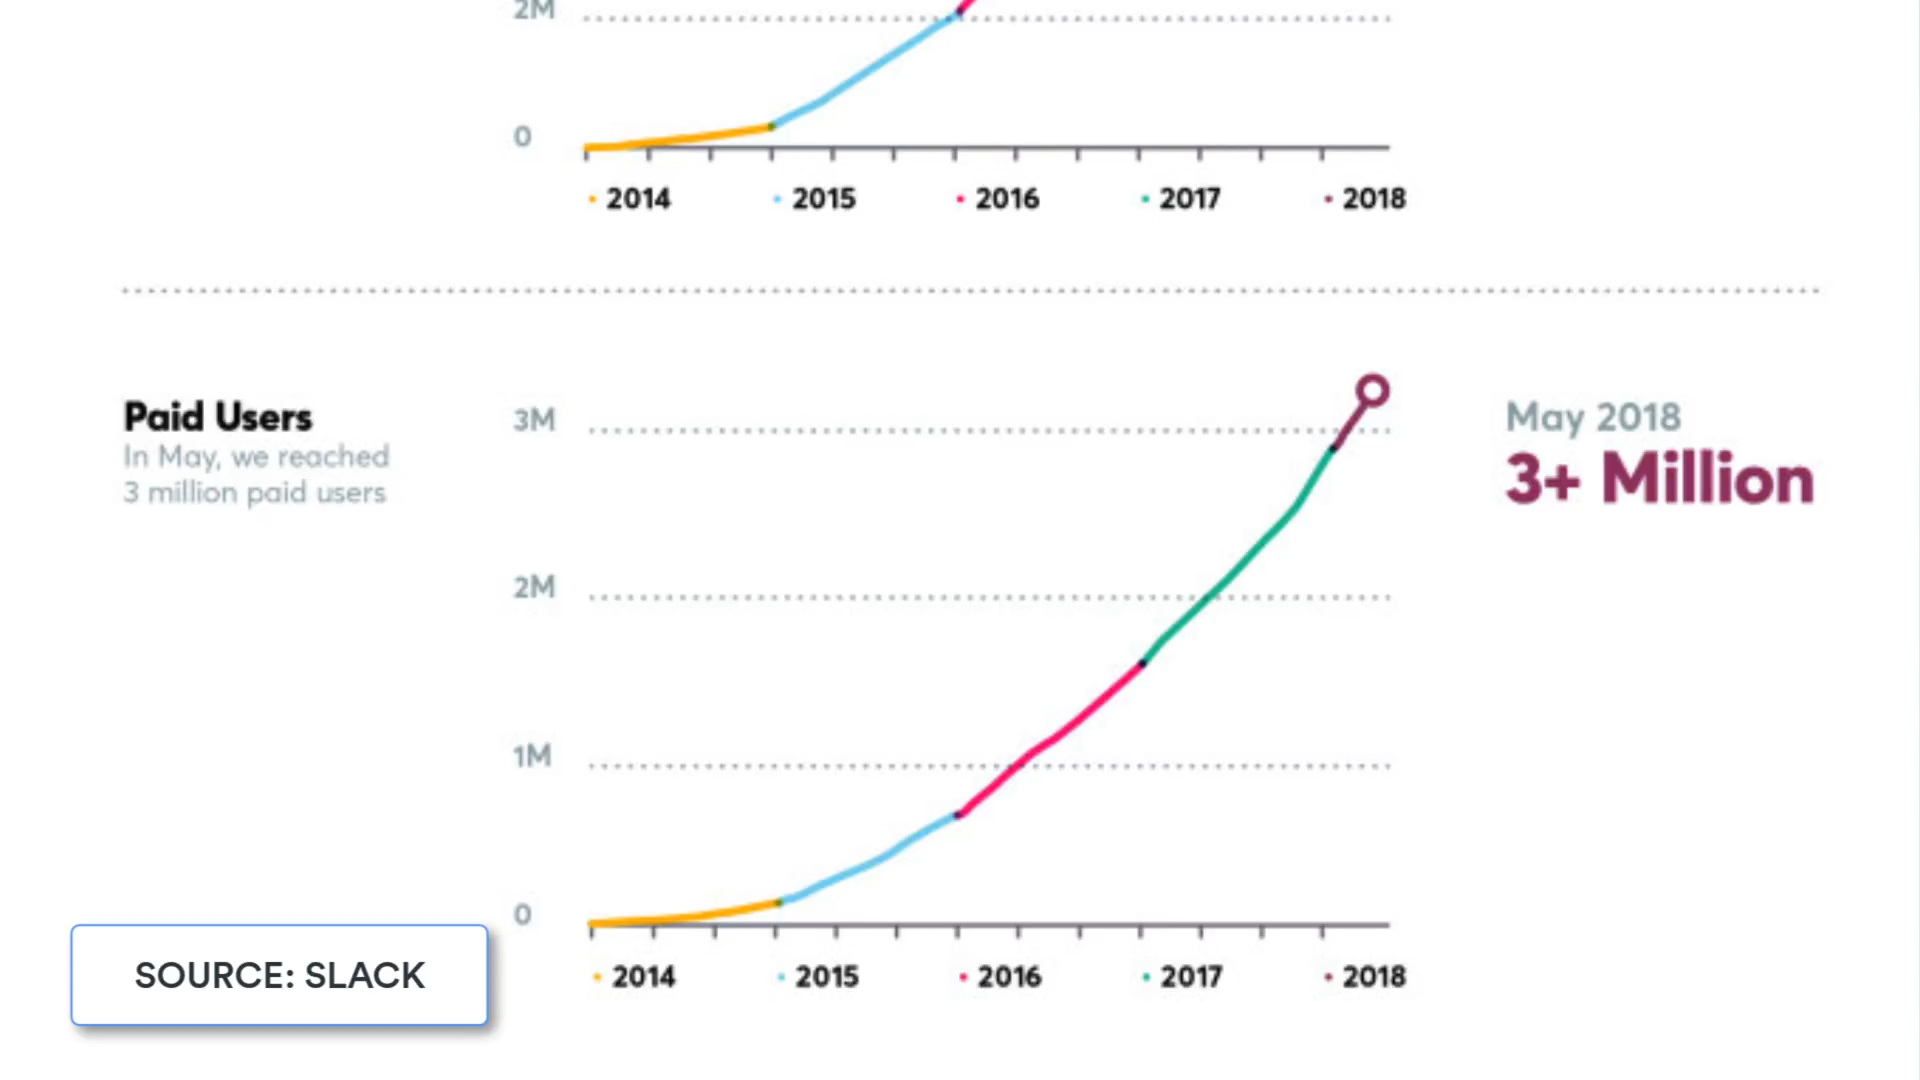 2M
0
2014 2015 2016 2017 2018
Paid Users
In May, we reached
3 million paid users
3M
2M
1M
0
2014 2015 2016 2017 2018
May 2018
3+ Million
SOURCE: SLACK